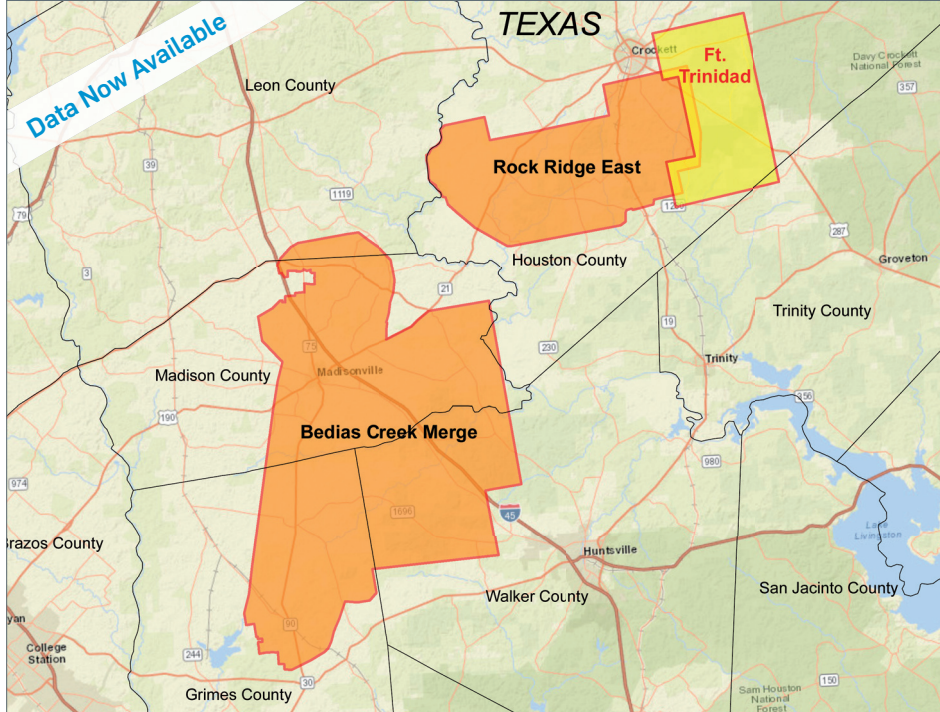 TEXAS
Data Now Available
Crockett
Ft.
Trinidad
Davy Crockett
National Forest
357
Leon County
39
Rock Ridge East
1119
79
287
Houston County
Groveton
3
21
Trinity County
19
230
75
Madisonville
Trinity
Madison County
356
190
Bedias Creek Merge
980
974
1696
45
Lake
Livingston
Brazos County
Huntsville
Walker County
San Jacinto County
90
College
Station
244
30
150
Grimes County
Sam Houston
National
Forest